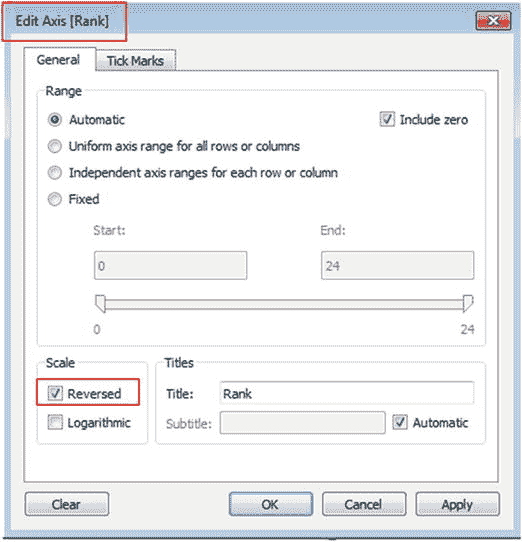 Edit Axis [Rank]
General Tick Marks
Range
Automatic Include zero
Uniform axis range for all rows or columns
Independent axis ranges for each row or column
Fixed
Start: End:
0 24
0 24
Scale Titles
Reversed Title: Rank
Logarithmic Subtitle: Automatic
Clear OK Cancel Apply